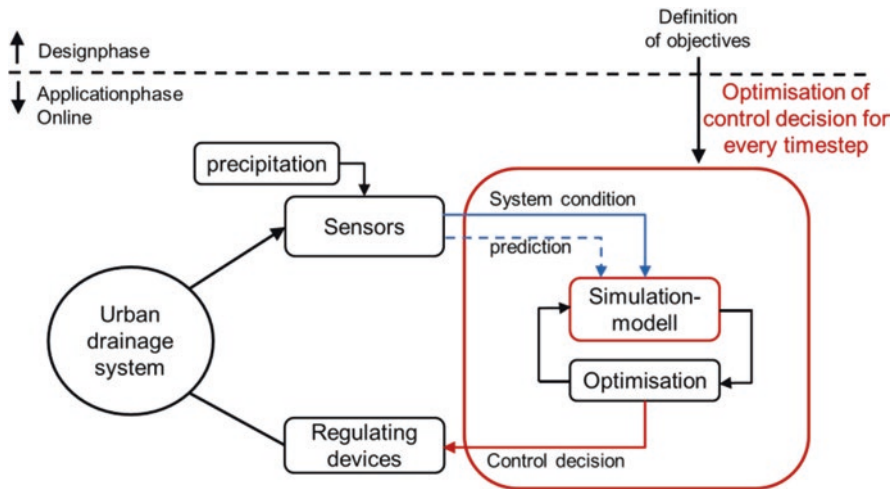 Definition
of objectives
Designphase
Applicationphase
Online
Optimisation of
control decision for
every timestep
precipitation
Sensors
System condition
prediction
Simulation-
modell
Urban
drainage
system
Optimisation
Regulating
devices
Control decision